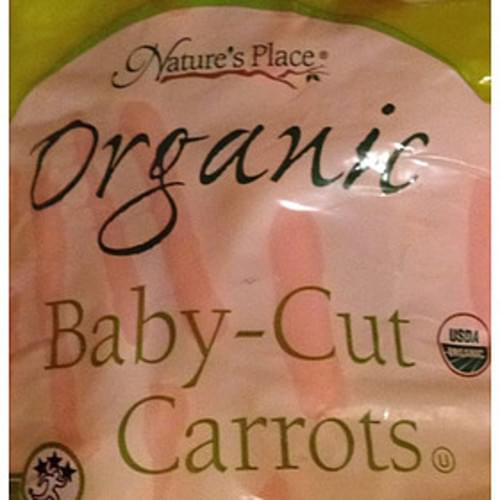 Nature's Place®
Organic
Baby-Cut
USDA
ORGANIC
Carrots Ⓤ